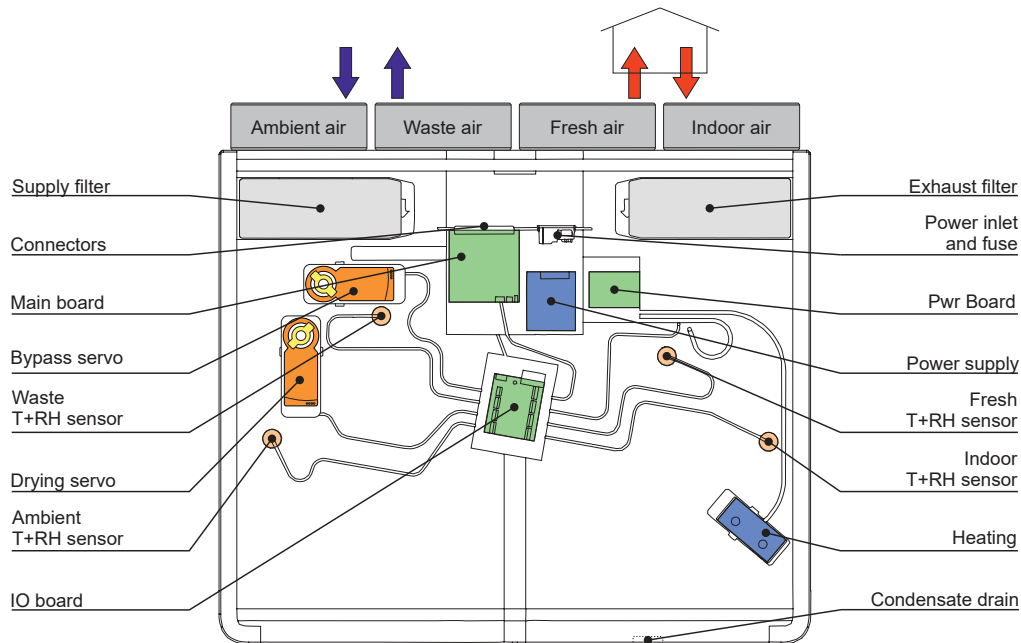 Ambient air
Waste air
Fresh air
Indoor air
Supply filter
Connectors
Main board
Bypass servo
Waste
T+RH sensor
Drying servo
Ambient
T+RH sensor
IO board
Exhaust filter
Power inlet
and fuse
Pwr Board
Power supply
Fresh
T+RH sensor
Indoor
T+RH sensor
Heating
Condensate drain